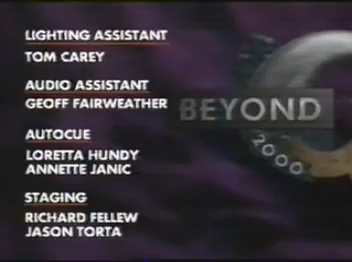 LIGHTING ASSISTANT
TOM CAREY
AUDIO ASSISTANT
GEOFF FAIRWEATHER
AUTOCUE
LORETTA HUNDY
ANNETTE JANIC
STAGING
RICHARD FELLEW
JASON TORTA
BEYOND
2000